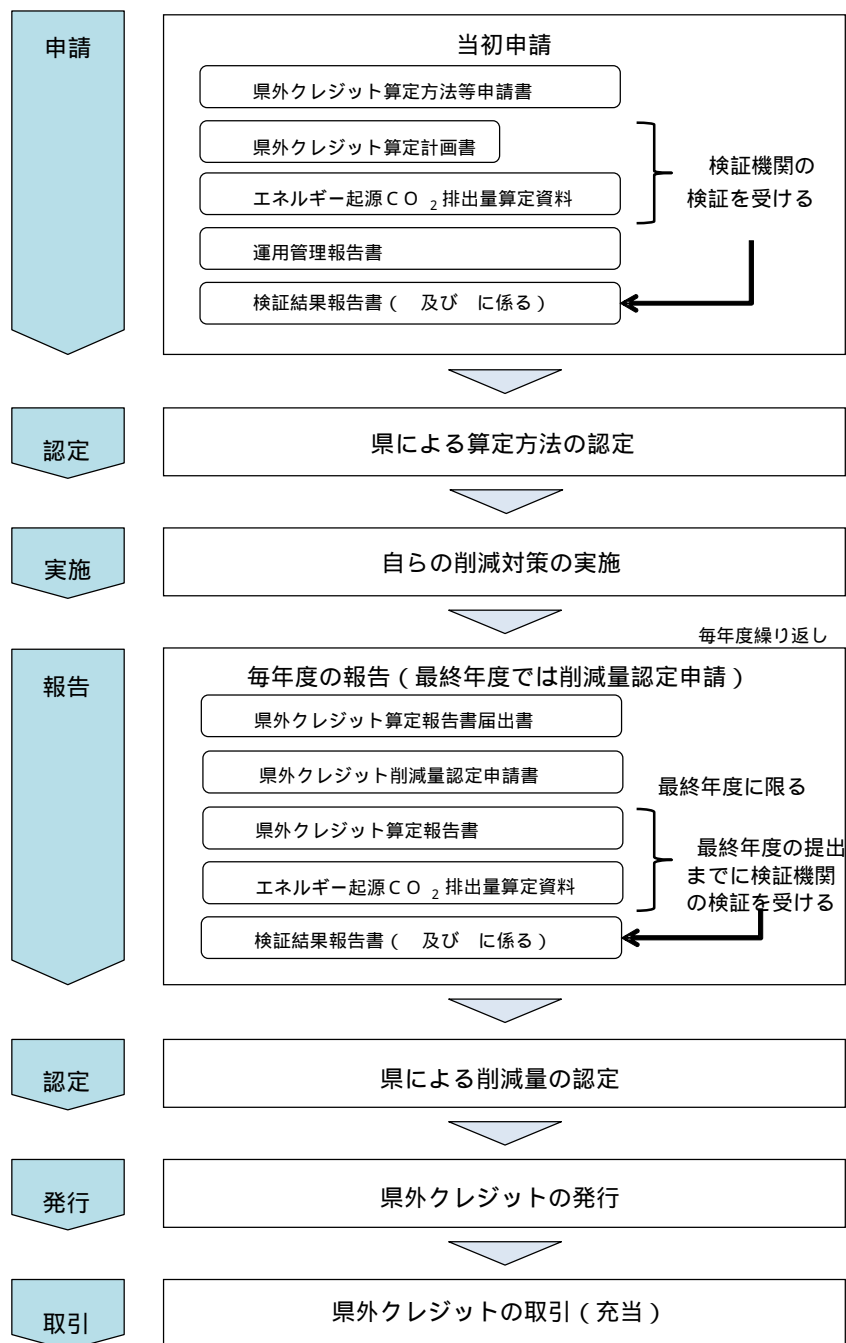 申請
当初申請
県外クレジット算定方法等申請書
県外クレジット算定計画書
エネルギー起源ＣＯ２排出量算定資料
運用管理報告書
検証結果報告書（　及び　に係る）
検証機関の
検証を受ける
認定
県による算定方法の認定
実施
自らの削減対策の実施
毎年度繰り返し
報告
毎年度の報告（最終年度では削減量認定申請）
県外クレジット算定報告書届出書
県外クレジット削減量認定申請書
最終年度に限る
県外クレジット算定報告書
エネルギー起源ＣＯ２排出量算定資料
検証結果報告書（　及び　に係る）
最終年度の提出
までに検証機関
の検証を受ける
認定
県による削減量の認定
発行
県外クレジットの発行
取引
県外クレジットの取引（充当）